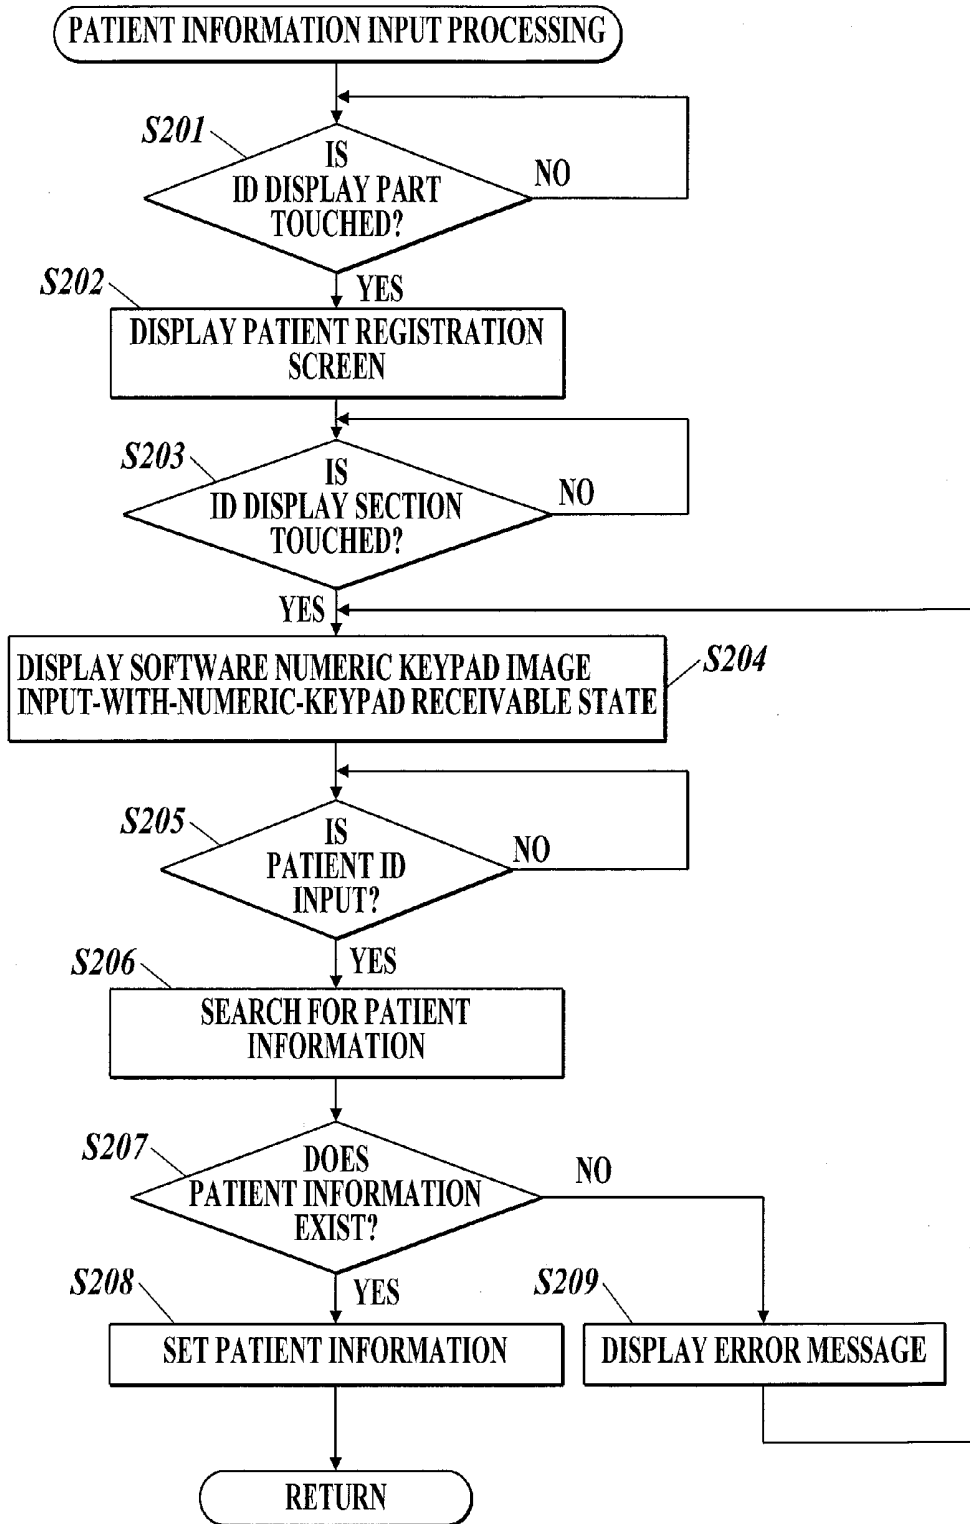 PATIENT INFORMATION INPUT PROCESSING
S201
IS
ID DISPLAY PART
TOUCHED?
NO
YES
S202
DISPLAY PATIENT REGISTRATION
SCREEN
S203
IS
ID DISPLAY SECTION
TOUCHED?
NO
YES
S204
DISPLAY SOFTWARE NUMERIC KEYPAD IMAGE
INPUT-WITH-NUMERIC-KEYPAD RECEIVABLE STATE
S205
IS
PATIENT ID
INPUT?
NO
YES
S206
SEARCH FOR PATIENT
INFORMATION
S207
DOES
PATIENT INFORMATION
EXIST?
NO
YES
S208
SET PATIENT INFORMATION
S209
DISPLAY ERROR MESSAGE
RETURN